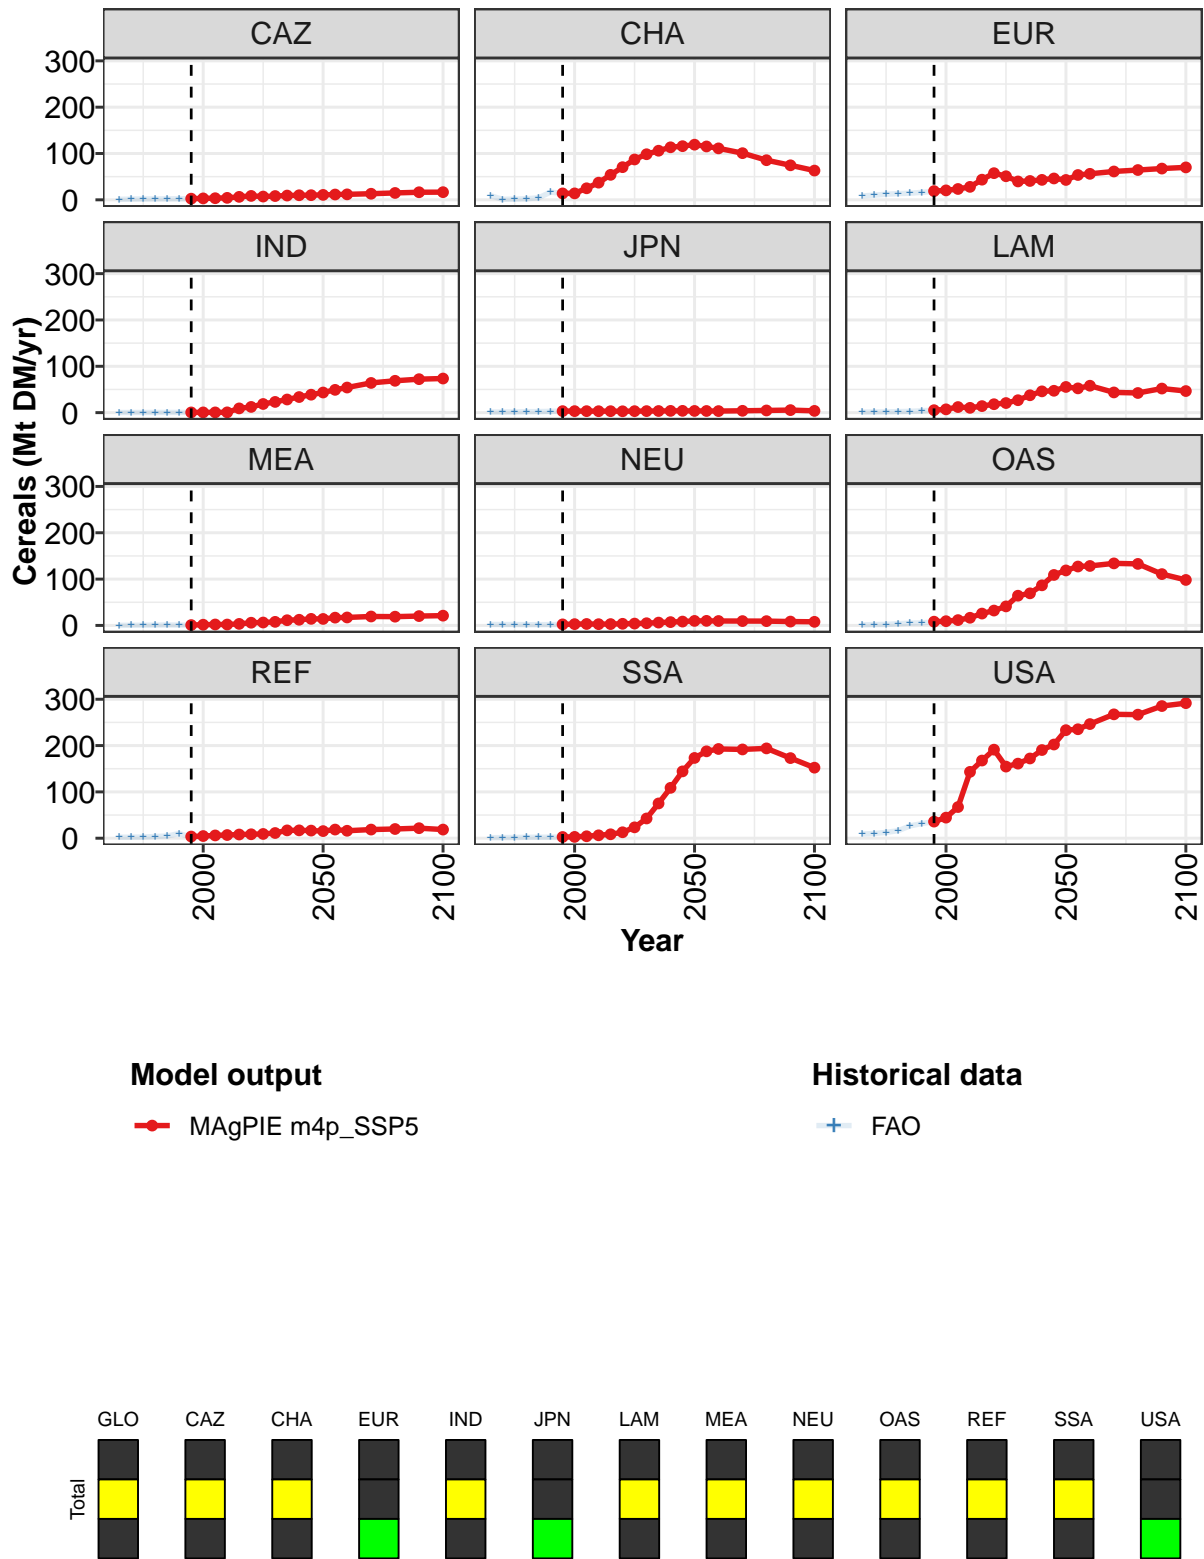 CAZ CHA EUR
300
200
100
0
IND JPN LAM
300
200
100
0
MEA NEU OAS
300
200
100
0
REF SSA USA
300
200
100
0
Cereals (Mt DM/yr)
2000 2050 2100 2000 2050 2100 2000 2050 2100
Year
Model output Historical data
MAgPIE m4p_SSP5 FAO
GLO CAZ CHA EUR IND JPN LAM MEA NEU OAS REF SSA USA
Total